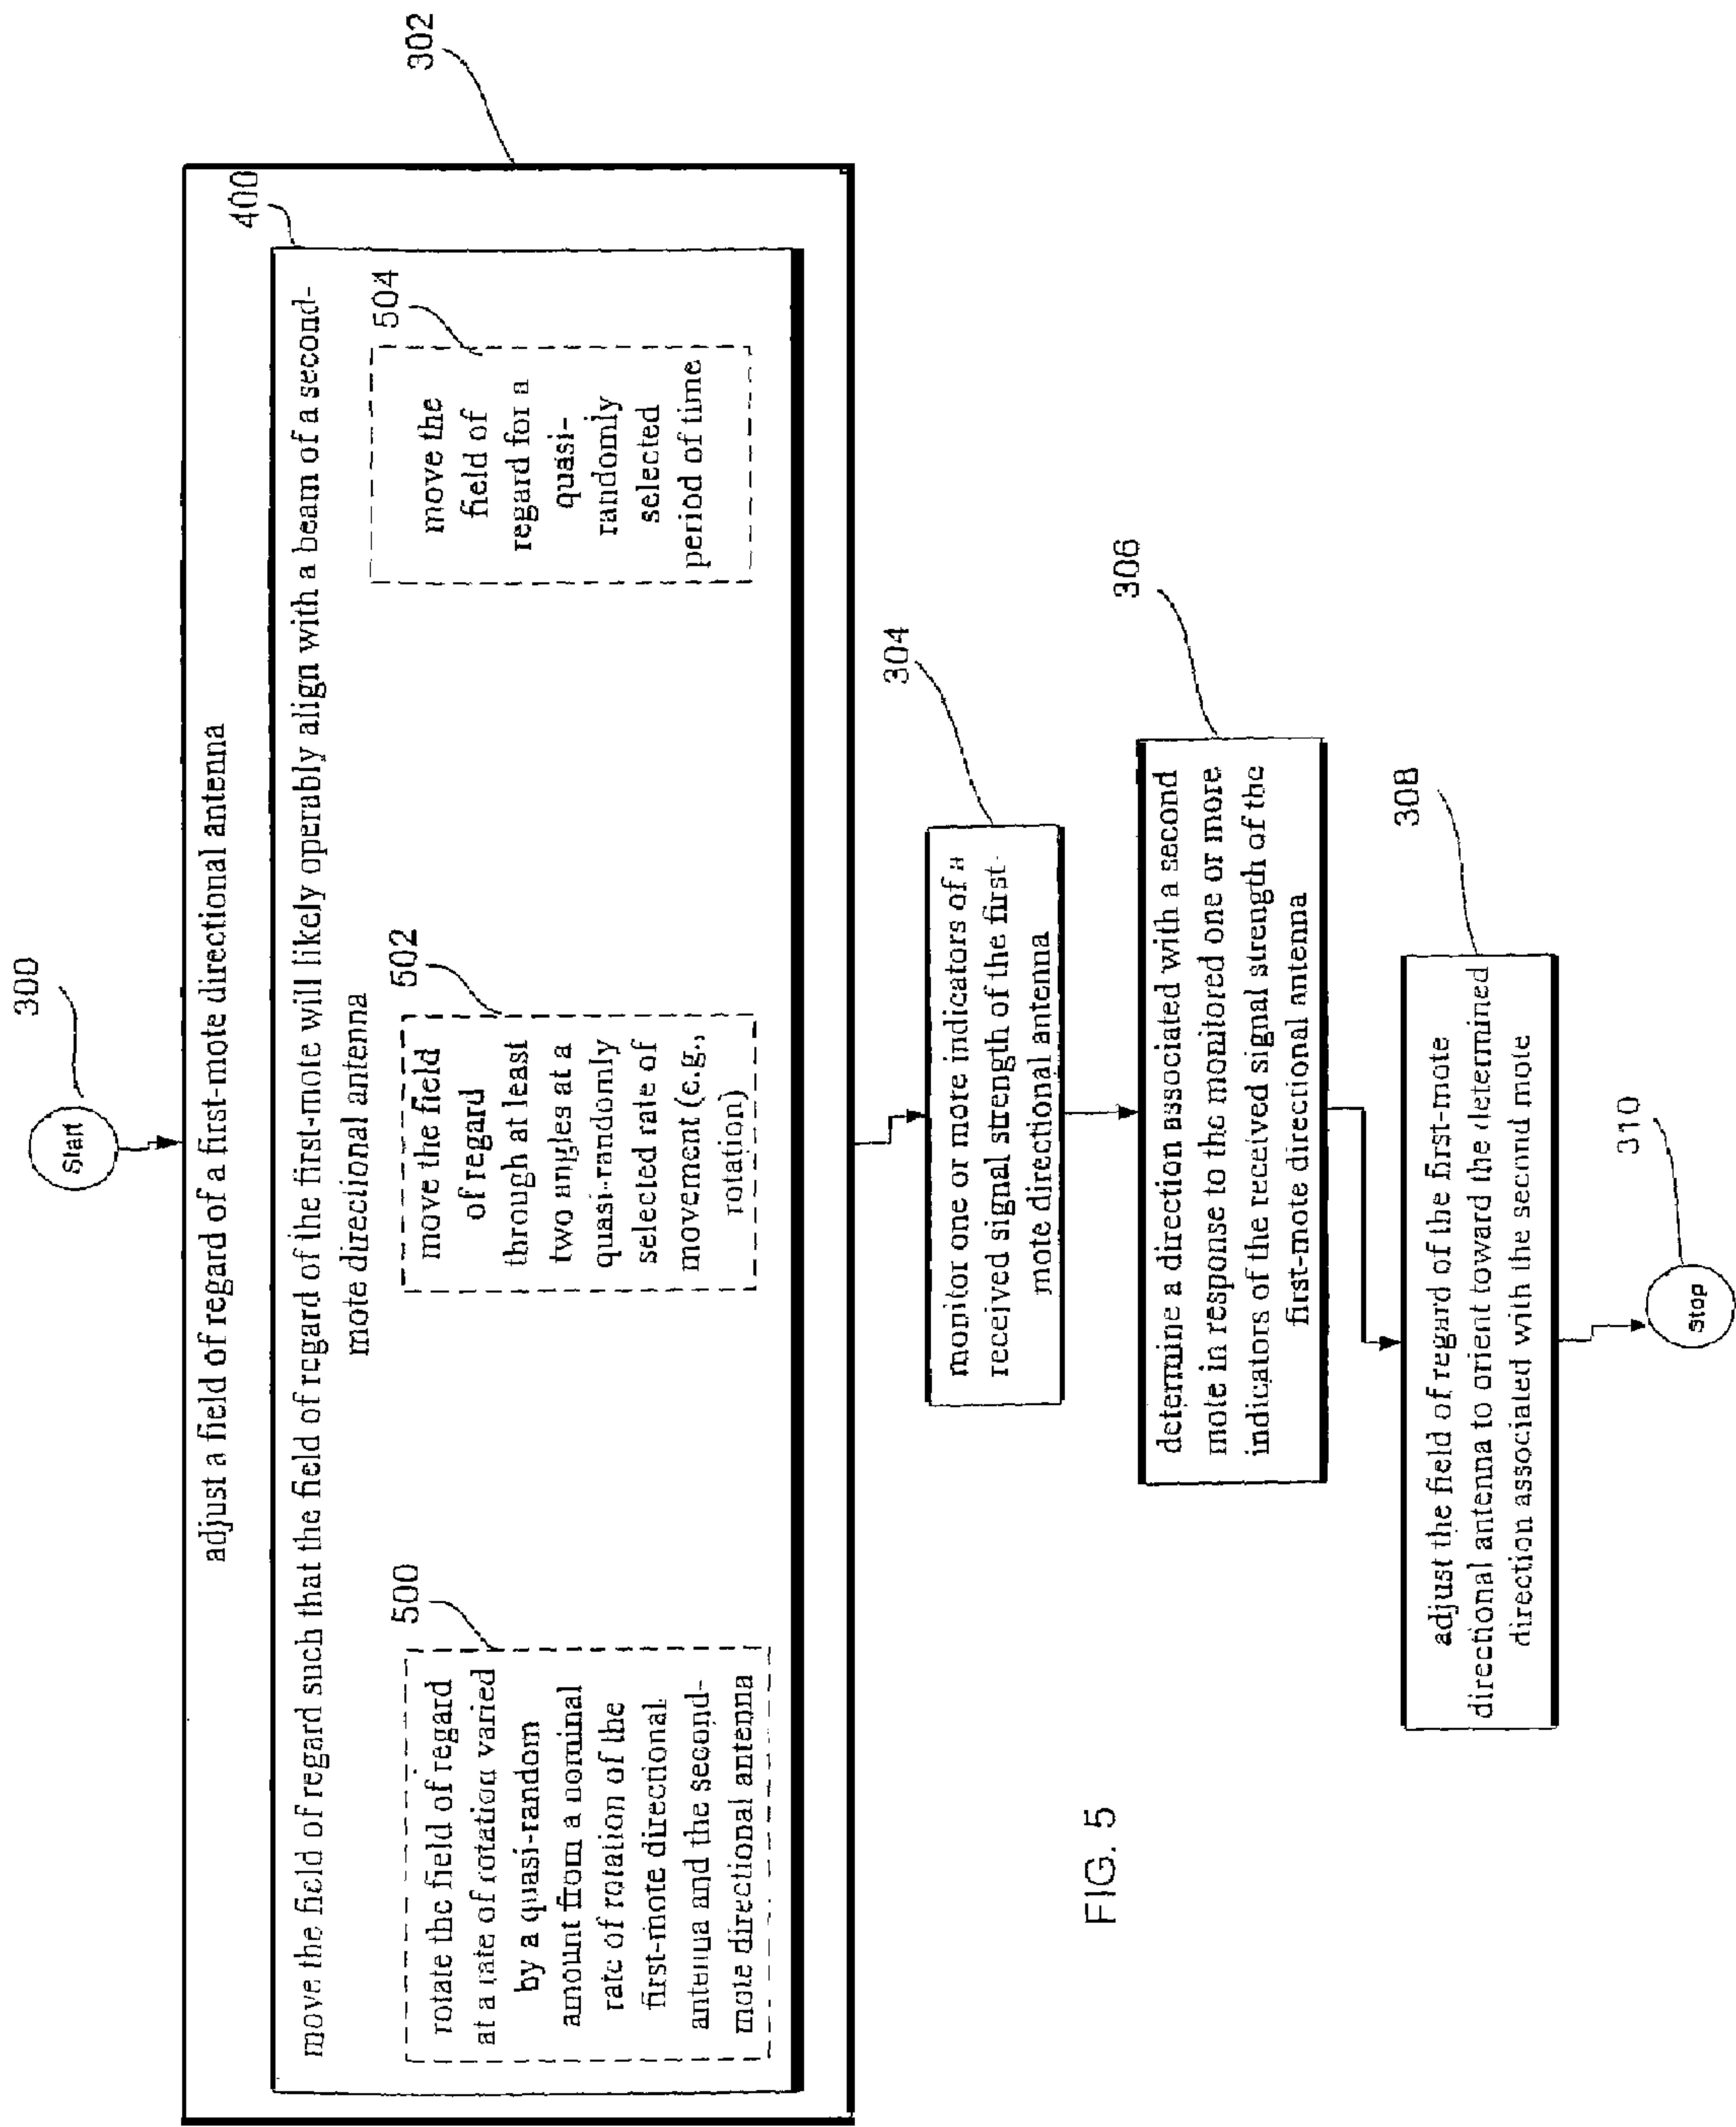 300
Start
302
adjust a field of regard of a first-mote directional antenna
400
move the field of regard such that the field of regard of the first-mote will likely operably align with a beam of a second-
mote directional antenna
500
rotate the field of regard
at a rate of rotation varied
by a quasi-random
amount from a nominal
rate of rotation of the
first-mote directional
antenna and the second-
mote directional antenna
502
move the field
of regard
through at least
two angles at a
quasi-randomly
selected rate of
movement (e.g.,
rotation)
504
move the
field of
regard for a
quasi-
randomly
selected
period of time
304
monitor one or more indicators of a
received signal strength of the first-
mote directional antenna
306
determine a direction associated with a second
mote in response to the monitored one or more
indicators of the received signal strength of the
first-mote directional antenna
308
adjust the field of regard of the first-mote
directional antenna to orient toward the determined
direction associated with the second mote
310
Stop
FIG. 5